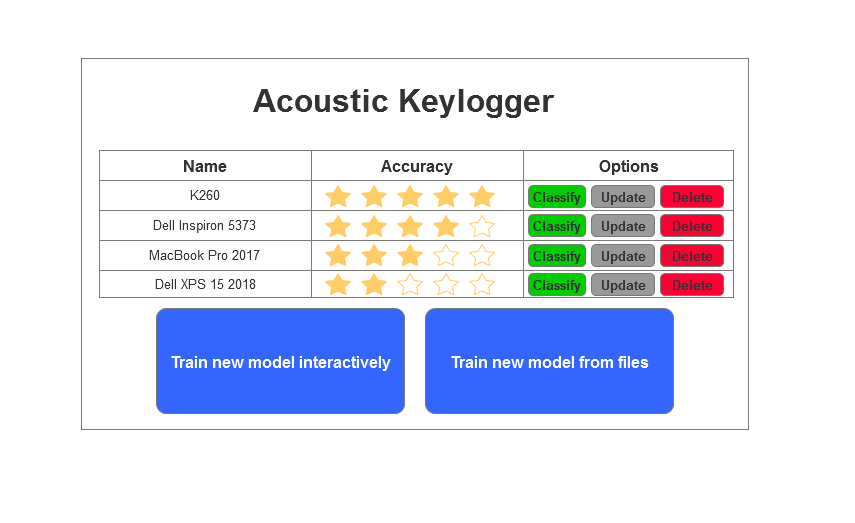 Acoustic Keylogger
Name Accuracy Options
K260 Classify Update Delete
Dell Inspiron 5373 Classify Update Delete
MacBook Pro 2017 Classify Update Delete
Dell XPS 15 2018 Classify Update Delete
Train new model interactively Train new model from files